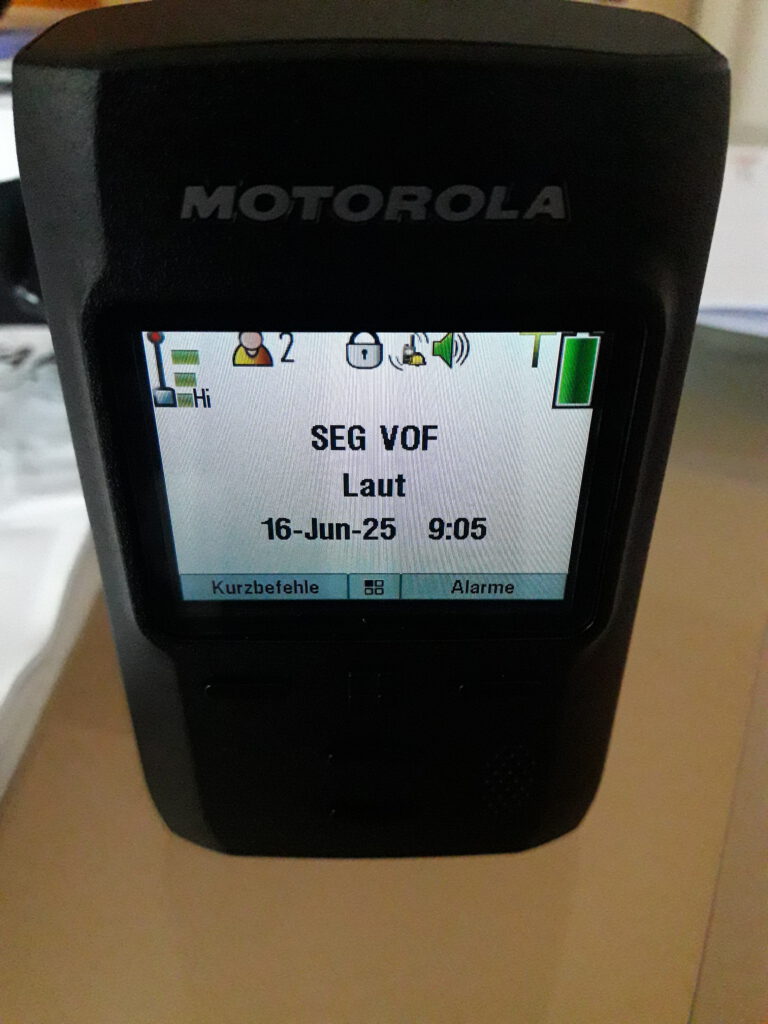 MOTOROLA
2
Hi
SEG VOF
Laut
16-Jun-25 9:05
Kurzbefehle Alarme